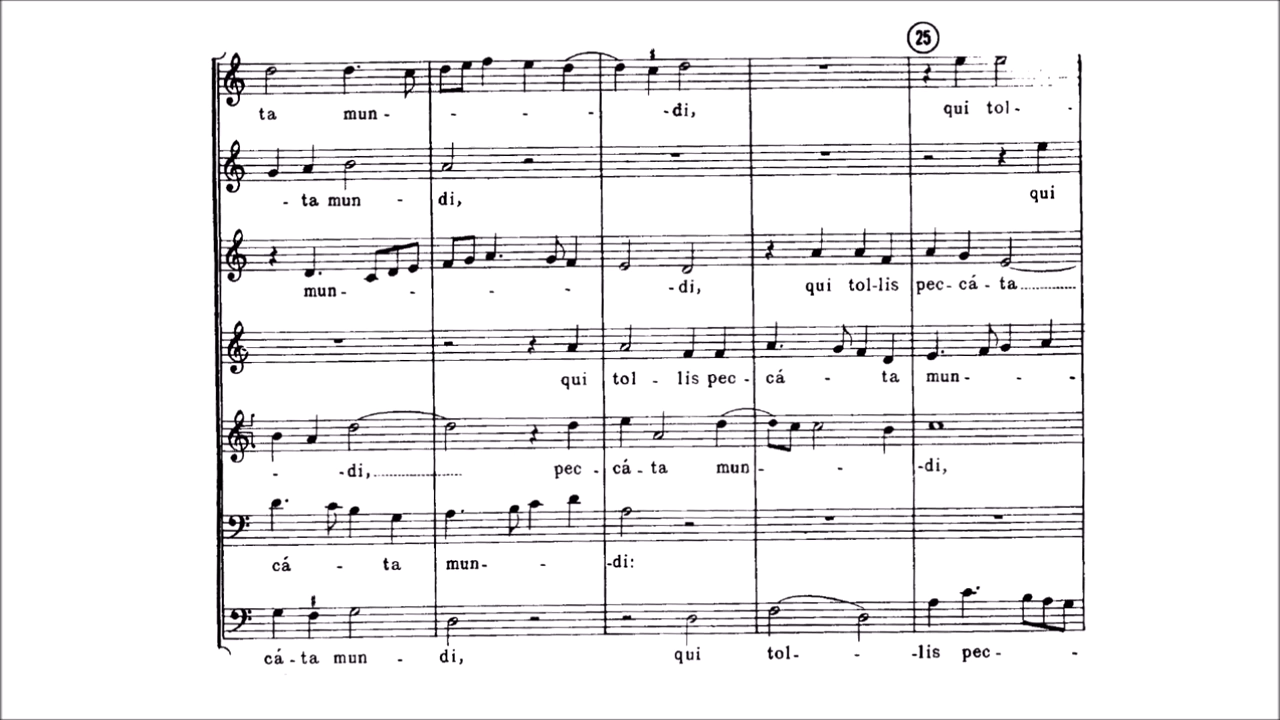 25
ta mun - - - - -di, qui tol- -
- ta mun - di, qui
mun- - - - -di, qui tol-lis pec-cá-ta
qui tol - lis pec- cá - ta mun- - -
- -di, pec - cá - ta mun- - -di,
cá - ta mun- - -di:
cá-ta mun - di, qui tol- - -lis pec- -